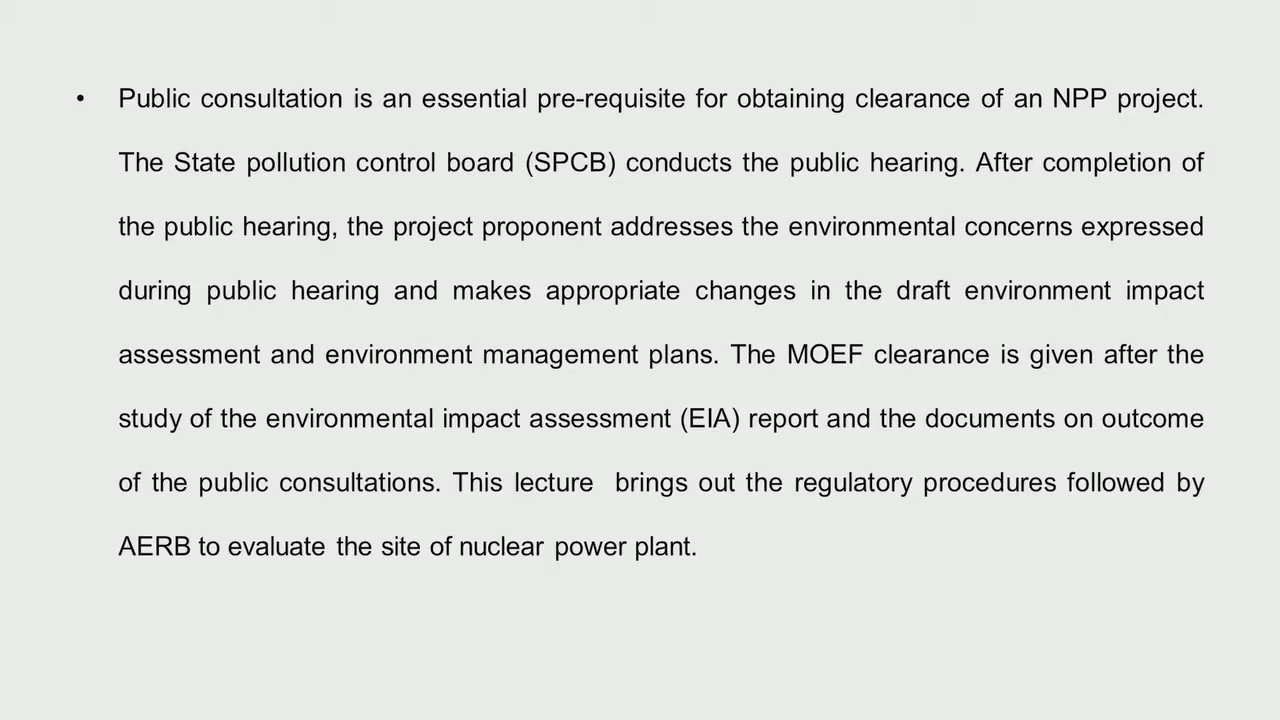 • Public consultation is an essential pre-requisite for obtaining clearance of an NPP project.
The State pollution control board (SPCB) conducts the public hearing. After completion of
the public hearing, the project proponent addresses the environmental concerns expressed
during public hearing and makes appropriate changes in the draft environment impact
assessment and environment management plans. The MOEF clearance is given after the
study of the environmental impact assessment (EIA) report and the documents on outcome
of the public consultations. This lecture brings out the regulatory procedures followed by
AERB to evaluate the site of nuclear power plant.